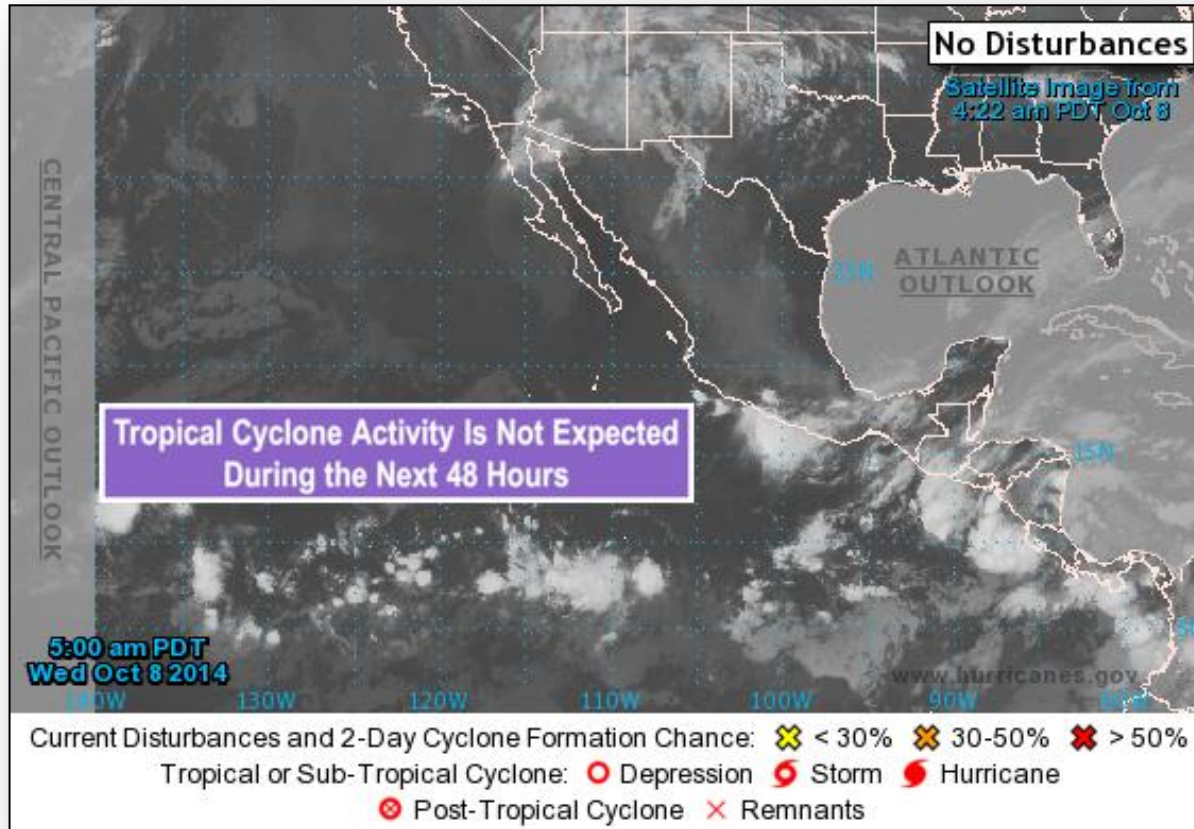 No Disturbances
Satellite Image from
4:22 am PDT Oct 8
CENTRAL PACIFIC OUTLOOK
ATLANTIC
OUTLOOK
25N
Tropical Cyclone Activity Is Not Expected
During the Next 48 Hours
15N
5:00 am PDT
Wed Oct 8 2014
www.hurricanes.gov
140W 130W 120W 110W 100W 90W 80W
Current Disturbances and 2-Day Cyclone Formation Chance: < 30% 30-50% > 50%
Tropical or Sub-Tropical Cyclone: Depression Storm Hurricane
Post-Tropical Cyclone Remnants